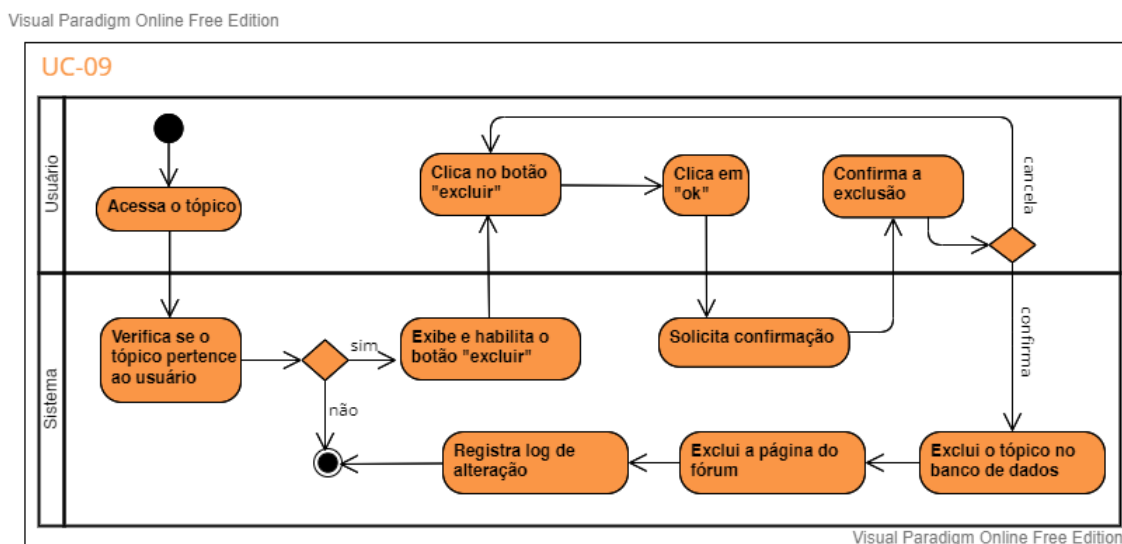 Visual Paradigm Online Free Edition
UC-09
Usuário
Acessa o tópico
Clica no botão
"excluir"
Clica em
"ok"
Confirma a
exclusão
cancela
Sistema
Verifica se o
tópico pertence
ao usuário
sim
não
Exibe e habilita o
botão "excluir"
Solicita confirmação
confirma
Registra log de
alteração
Exclui a página do
fórum
Exclui o tópico no
banco de dados
Visual Paradigm Online Free Edition